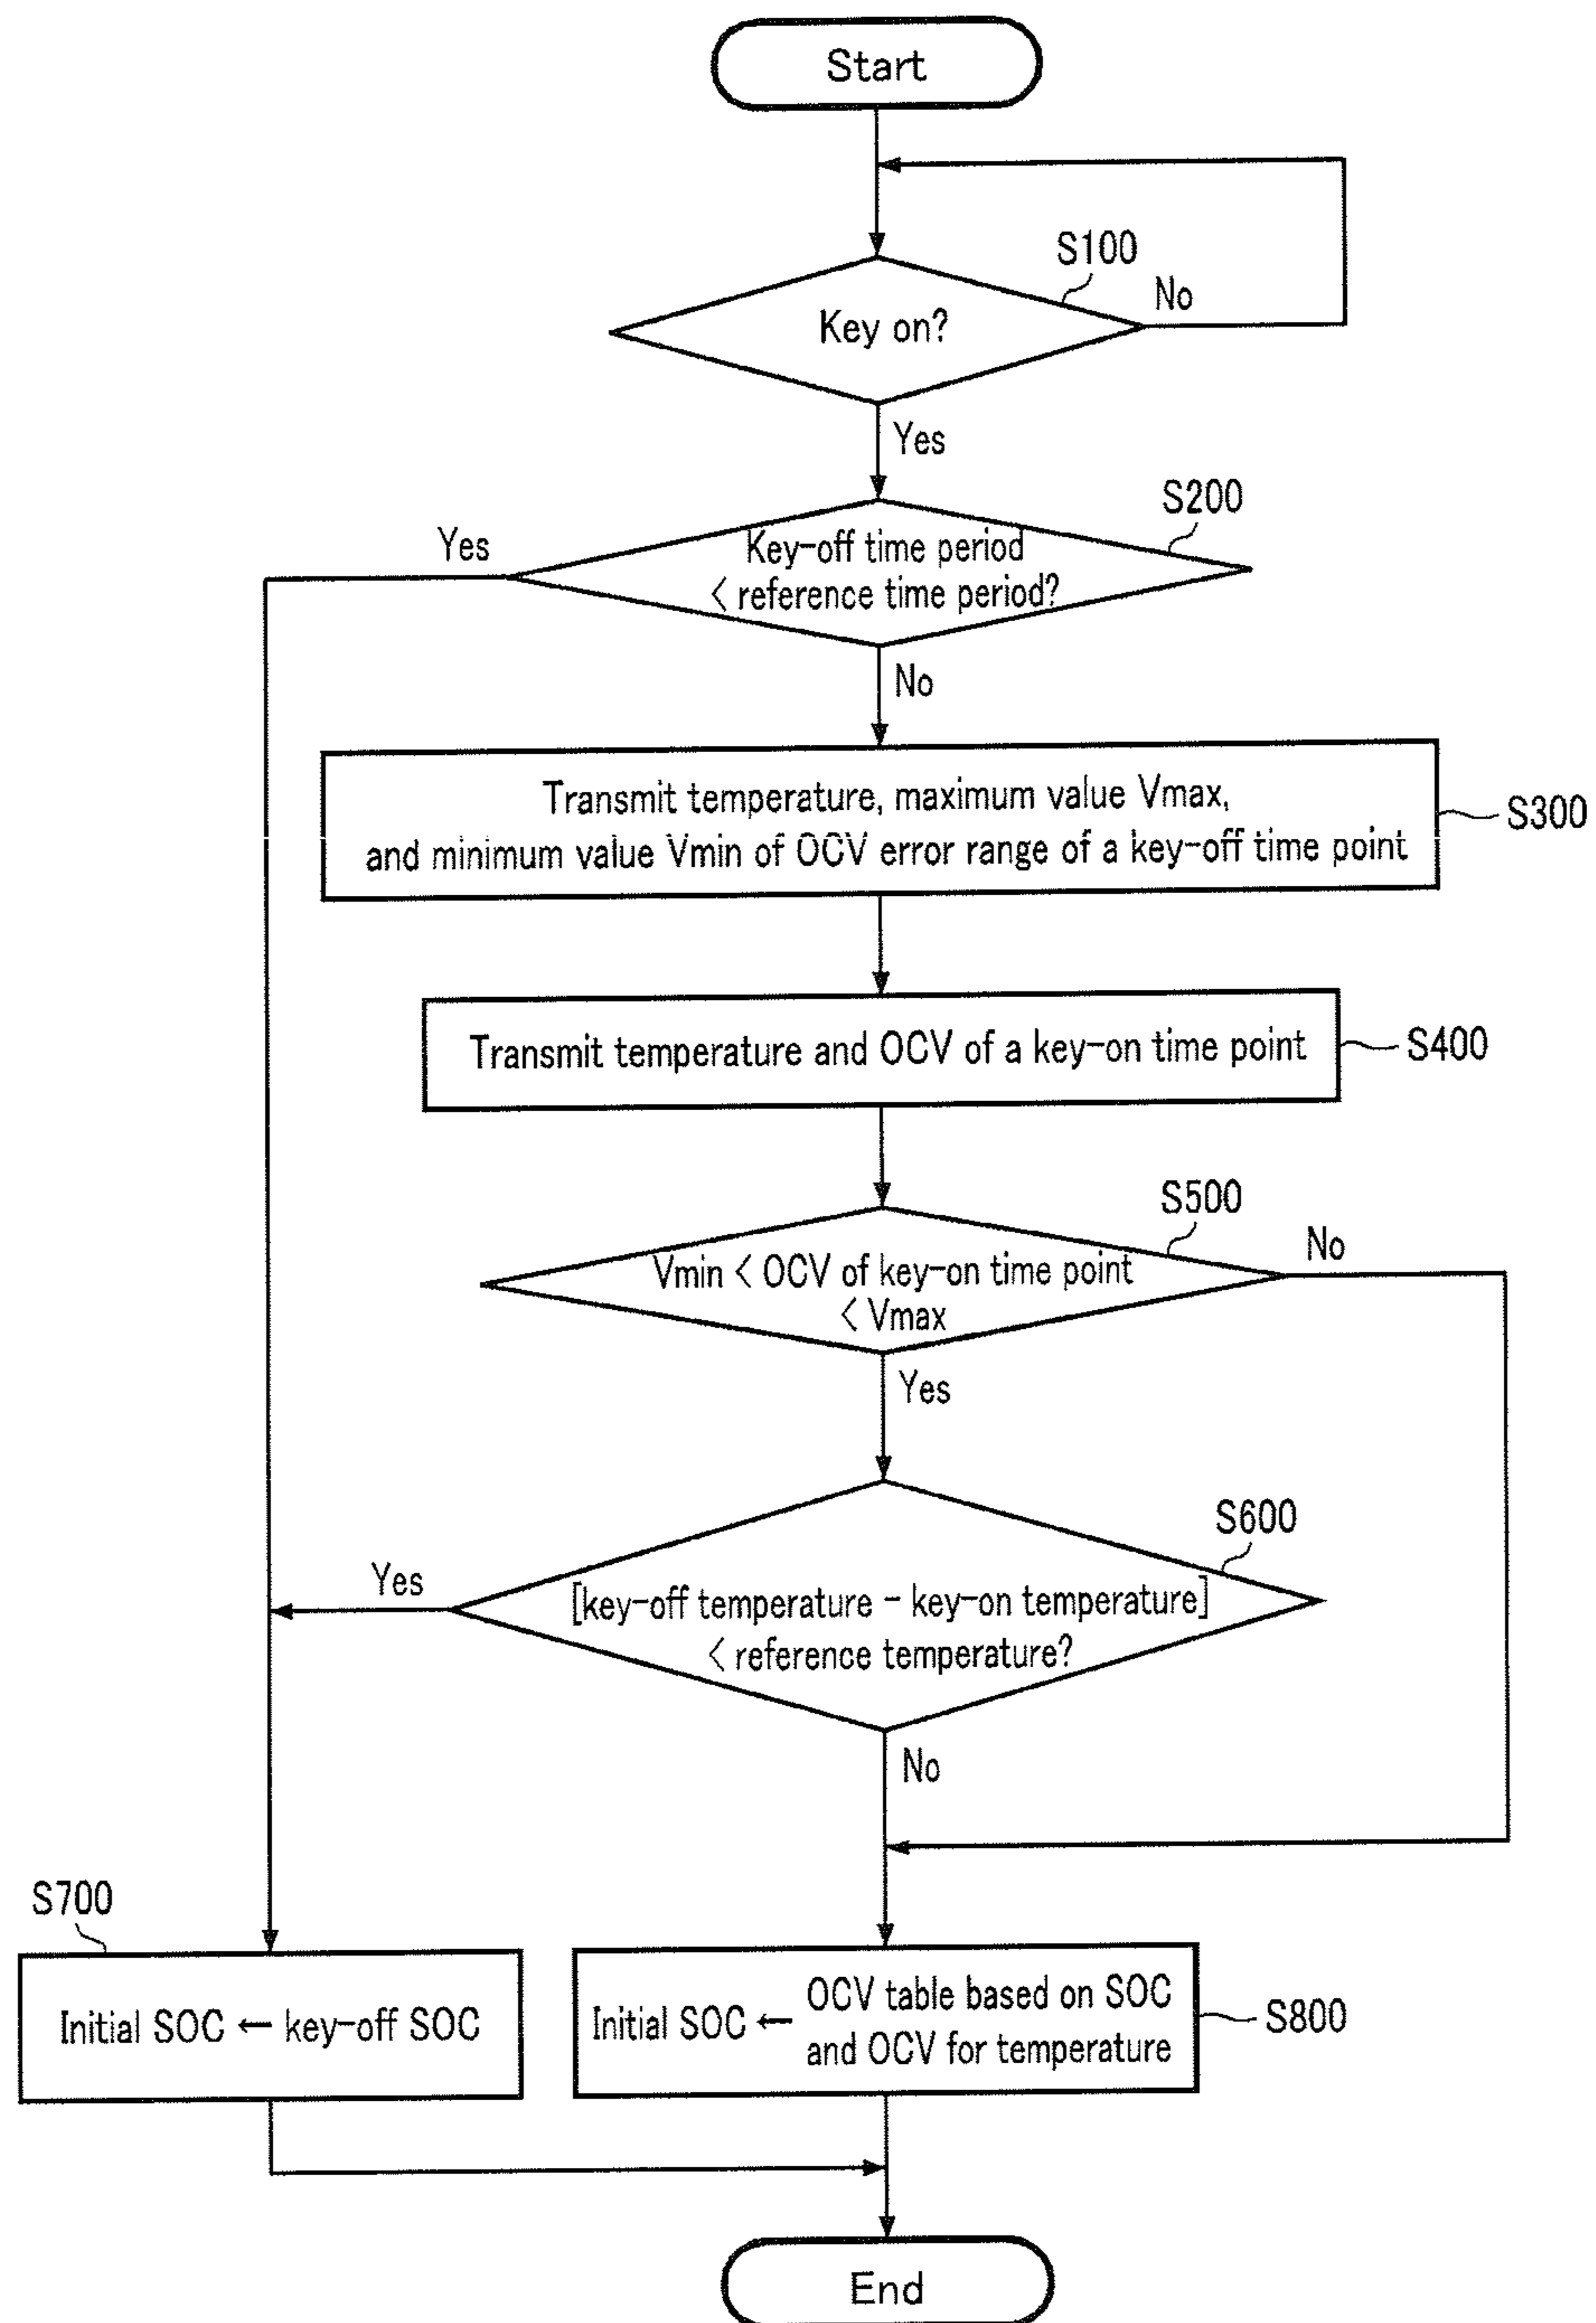 Start
S100
No
Key on?
Yes
S200
Yes
Key-off time period
< reference time period?
No
Transmit temperature, maximum value Vmax,
and minimum value Vmin of OCV error range of a key-off time point
S300
Transmit temperature and OCV of a key-on time point
S400
S500
No
Vmin < OCV of key-on time point
< Vmax
Yes
S600
Yes
[key-off temperature - key-on temperature]
< reference temperature?
No
S700
Initial SOC ← key-off SOC
Initial SOC ← OCV table based on SOC
and OCV for temperature
S800
End